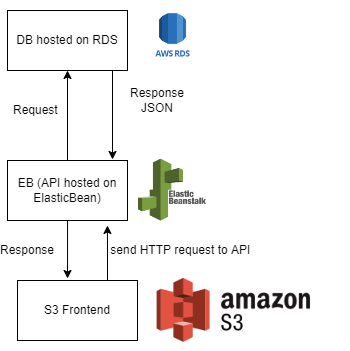 DB hosted on RDS
AWS RDS
Request
Response
JSON
EB (API hosted on
ElasticBean)
Elastic
Beanstalk
Response
send HTTP request to API
S3 Frontend
amazon
S3